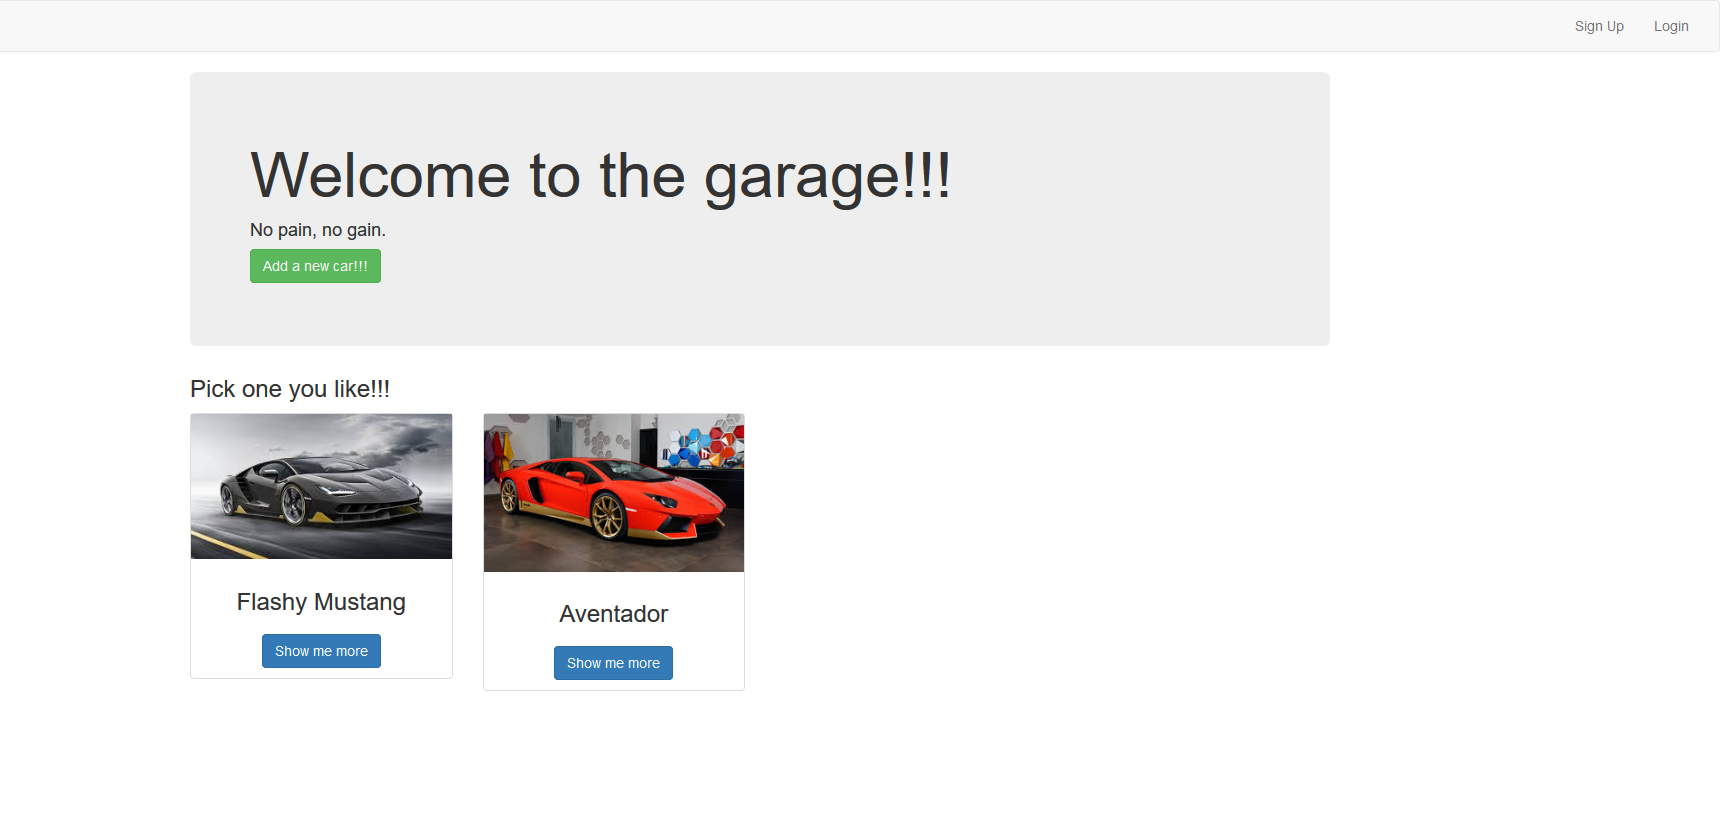 Sign Up
Login
Welcome to the garage!!!
No pain, no gain.
Add a new car!!!
Pick one you like!!!
Flashy Mustang
Show me more
Aventador
Show me more